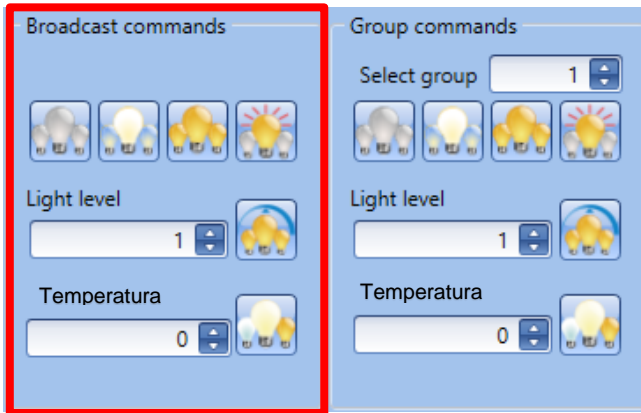 Broadcast commands
Light level
1
Temperatura
0
Group commands
Select group 1
Light level
1
Temperatura
0